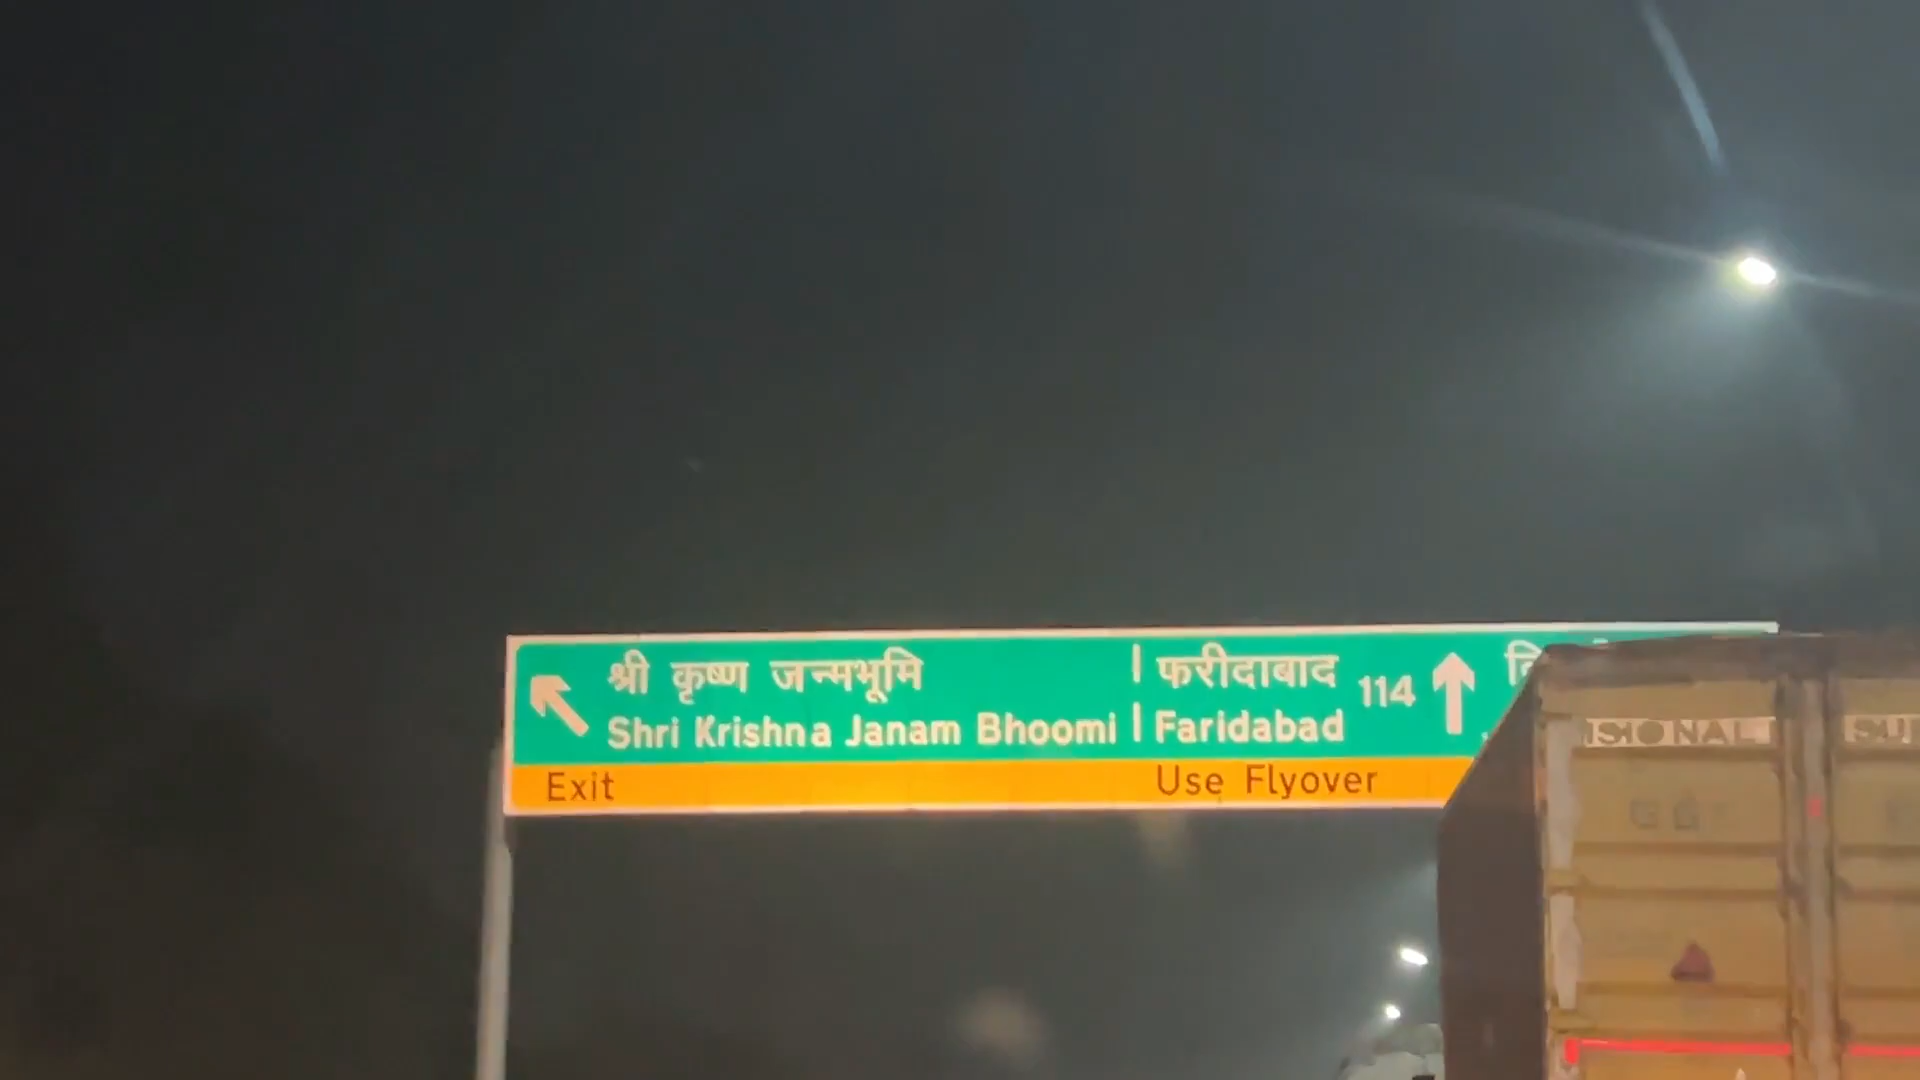 श्री कृष्ण जन्मभूमि
Shri Krishna Janam Bhoomi
Exit
फरीदाबाद
Faridabad
114
Use Flyover